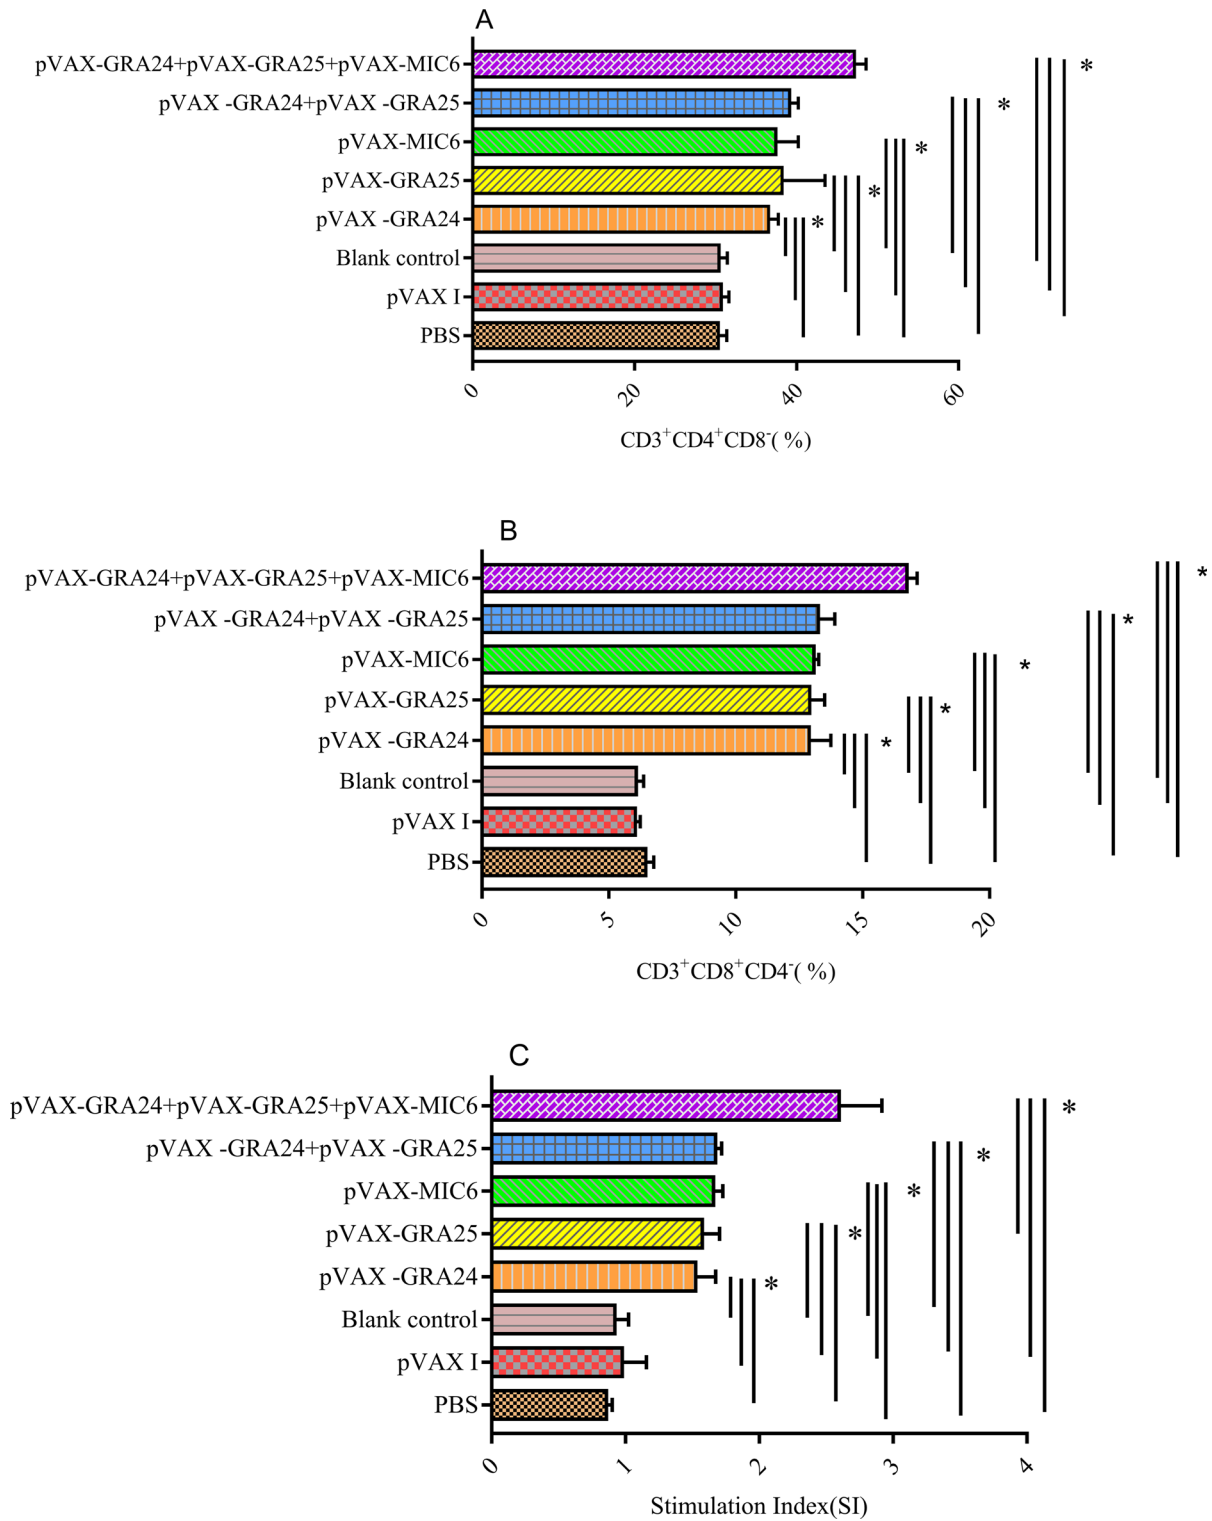 A
pVAX-GRA24+pVAX-GRA25+pVAX-MIC6
*
pVAX -GRA24+pVAX -GRA25
*
pVAX-MIC6
*
pVAX-GRA25
*
pVAX -GRA24
*
Blank control
pVAX I
PBS
0 20 40 60
CD3⁺CD4⁺CD8⁻( %)
B
pVAX-GRA24+pVAX-GRA25+pVAX-MIC6
*
pVAX -GRA24+pVAX -GRA25
*
pVAX-MIC6
*
pVAX-GRA25
*
pVAX -GRA24
*
Blank control
pVAX I
PBS
0 5 10 15 20
CD3⁺CD8⁺CD4⁻( %)
C
pVAX-GRA24+pVAX-GRA25+pVAX-MIC6
*
pVAX -GRA24+pVAX -GRA25
*
pVAX-MIC6
*
pVAX-GRA25
*
pVAX -GRA24
*
Blank control
pVAX I
PBS
0 1 2 3 4
Stimulation Index(SI)